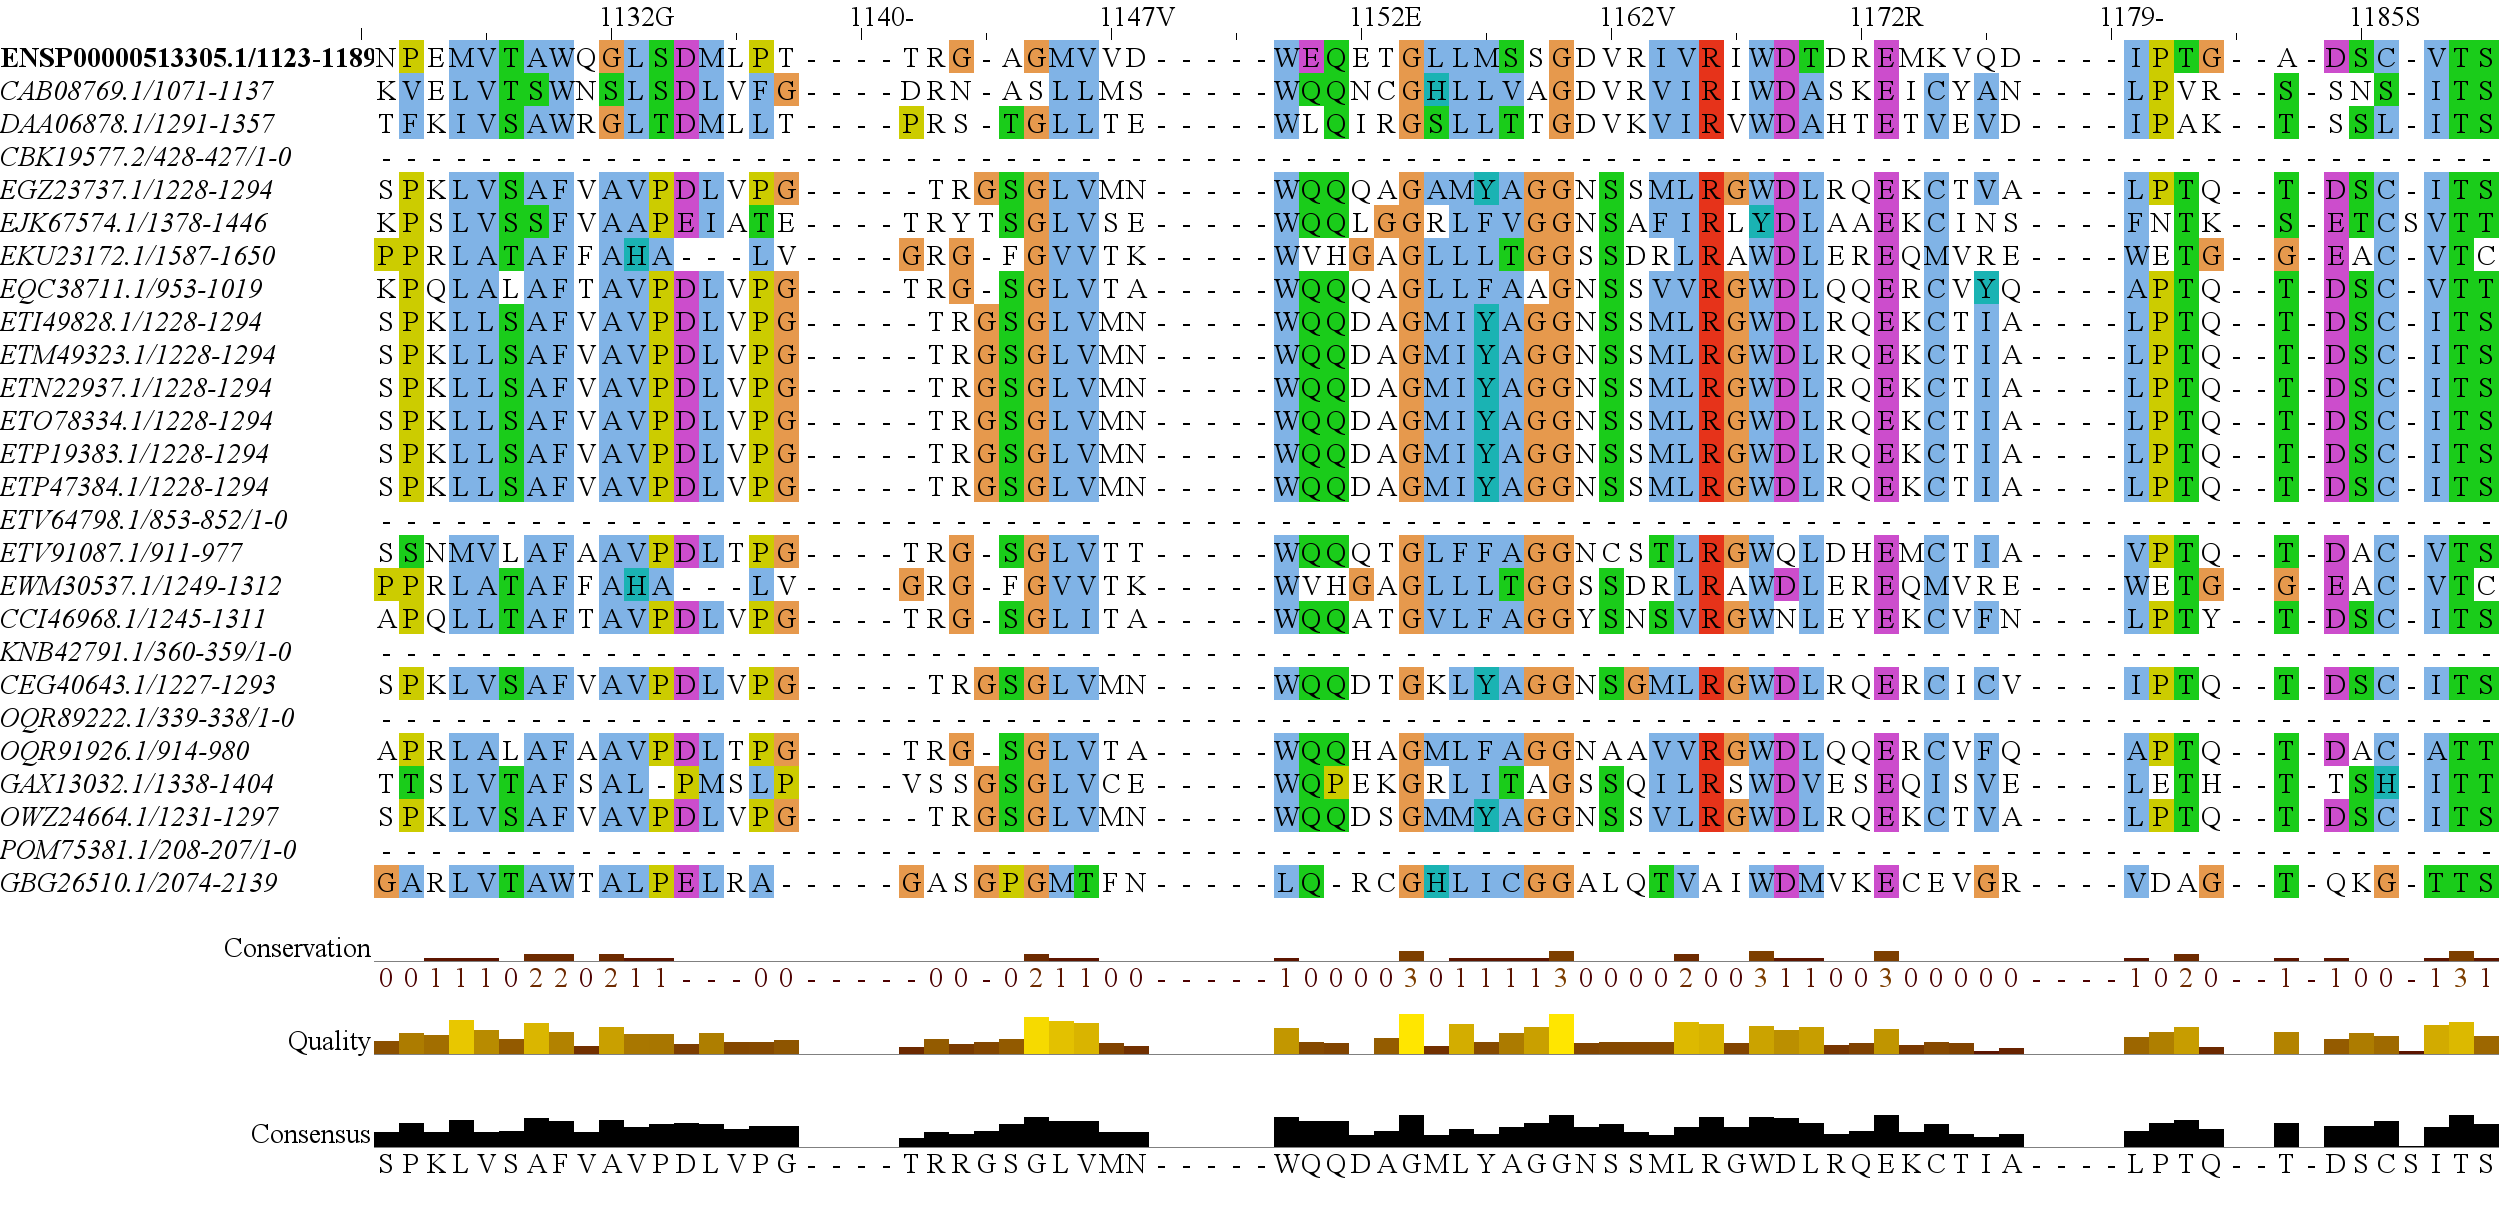 1132G 1140- 1147V 1152E 1162V 1172R 1179- 1185S
ENSP00000513305.1/1123-1189 NPEMVTAWQGLSDMLPT----TRG-AGMVVD-----WEQETGLLMSSGDVRIVRIWDTDREMKVQD----IPTG--A-DSC-VTS
CAB08769.1/1071-1137 KVELVTSWNSLSDLVFG----DRN-ASLLMS-----WQQNCGHLLVAGDVRVIRIWDASKEICYAN----LPVR--S-SNS-ITS
DAA06878.1/1291-1357 TFKIVSAWRGLTDMLLT----PRS-TGLLTE-----WLQIRGSLLTTGDVKVIRVWDAHTETVEVD----IPAK--T-SSL-ITS
CBK19577.2/428-427/1-0 -------------------------------------------------------------------------------------
EGZ23737.1/1228-1294 SPKLVSAFVAVPDLVPG-----TRGSGLVMN-----WQQQAGAMYAGGNSSMLRGWDLRQEKCTVA----LPTQ--T-DSC-ITS
EJK67574.1/1378-1446 KPSLVSSFVAAPEIATE----TRYTSGLVSE-----WQQLGGRLFVGGNSAFIRLYDLAAEKCINS----FNTK--S-ETCSVTT
EKU23172.1/1587-1650 PPRLATAFFAHA---LV----GRG-FGVVTK-----WVHGAGLLLTGGSSDRLRAWDLEREQMVRE----WETG--G-EAC-VTC
EQC38711.1/953-1019 KPQLALAFTAVPDLVPG----TRG-SGLVTA-----WQQQAGLLFAAGNSSVVRGWDLQQERCVYQ----APTQ--T-DSC-VTT
ETI49828.1/1228-1294 SPKLLSAFVAVPDLVPG-----TRGSGLVMN-----WQQDAGMIYAGGNSSMLRGWDLRQEKCTIA----LPTQ--T-DSC-ITS
ETM49323.1/1228-1294 SPKLLSAFVAVPDLVPG-----TRGSGLVMN-----WQQDAGMIYAGGNSSMLRGWDLRQEKCTIA----LPTQ--T-DSC-ITS
ETN22937.1/1228-1294 SPKLLSAFVAVPDLVPG-----TRGSGLVMN-----WQQDAGMIYAGGNSSMLRGWDLRQEKCTIA----LPTQ--T-DSC-ITS
ETO78334.1/1228-1294 SPKLLSAFVAVPDLVPG-----TRGSGLVMN-----WQQDAGMIYAGGNSSMLRGWDLRQEKCTIA----LPTQ--T-DSC-ITS
ETP19383.1/1228-1294 SPKLLSAFVAVPDLVPG-----TRGSGLVMN-----WQQDAGMIYAGGNSSMLRGWDLRQEKCTIA----LPTQ--T-DSC-ITS
ETP47384.1/1228-1294 SPKLLSAFVAVPDLVPG-----TRGSGLVMN-----WQQDAGMIYAGGNSSMLRGWDLRQEKCTIA----LPTQ--T-DSC-ITS
ETV64798.1/853-852/1-0 -------------------------------------------------------------------------------------
ETV91087.1/911-977 SSNMVLAFAAVPDLTPG----TRG-SGLVTT-----WQQQTGLFFAGGNCSTLRGWQLDHEMCTIA----VPTQ--T-DAC-VTS
EWM30537.1/1249-1312 PPRLATAFFAHA---LV----GRG-FGVVTK-----WVHGAGLLLTGGSSDRLRAWDLEREQMVRE----WETG--G-EAC-VTC
CCI46968.1/1245-1311 APQLLTAFTAVPDLVPG----TRG-SGLITA-----WQQATGVLFAGGYSNSVRGWNLEYEKCVFN----LPTY--T-DSC-ITS
KNB42791.1/360-359/1-0 -------------------------------------------------------------------------------------
CEG40643.1/1227-1293 SPKLVSAFVAVPDLVPG-----TRGSGLVMN-----WQQDTGKLYAGGNSGMLRGWDLRQERCICV----IPTQ--T-DSC-ITS
OQR89222.1/339-338/1-0 -------------------------------------------------------------------------------------
OQR91926.1/914-980 APRLALAFAAVPDLTPG----TRG-SGLVTA-----WQQHAGMLFAGGNAAVVRGWDLQQERCVFQ----APTQ--T-DAC-ATT
GAX13032.1/1338-1404 TTSLVTAFSAL-PMSLP----VSSGSGLVCE-----WQPEKGRLITAGSSQILRSWDVESEQISVE----LETH--T-TSH-ITT
OWZ24664.1/1231-1297 SPKLVSAFVAVPDLVPG-----TRGSGLVMN-----WQQDSGMMYAGGNSSVLRGWDLRQEKCTVA----LPTQ--T-DSC-ITS
POM75381.1/208-207/1-0 -------------------------------------------------------------------------------------
GBG26510.1/2074-2139 GARLVTAWTALPELRA-----GASGPGMTFN-----LQ-RCGHLICGGALQTVAIWDMVKECEVGR----VDAG--T-QKG-TTS
Conservation
001110220211---00-----00-021100-----100003011113000020031100300000----1020--1-100-131
Quality
Consensus
SPKLVSAFVAVPDLVPG----TRRGSGLVMN-----WQQDAGMLYAGGNSSMLRGWDLRQEKCTIA----LPTQ--T-DSCSITS